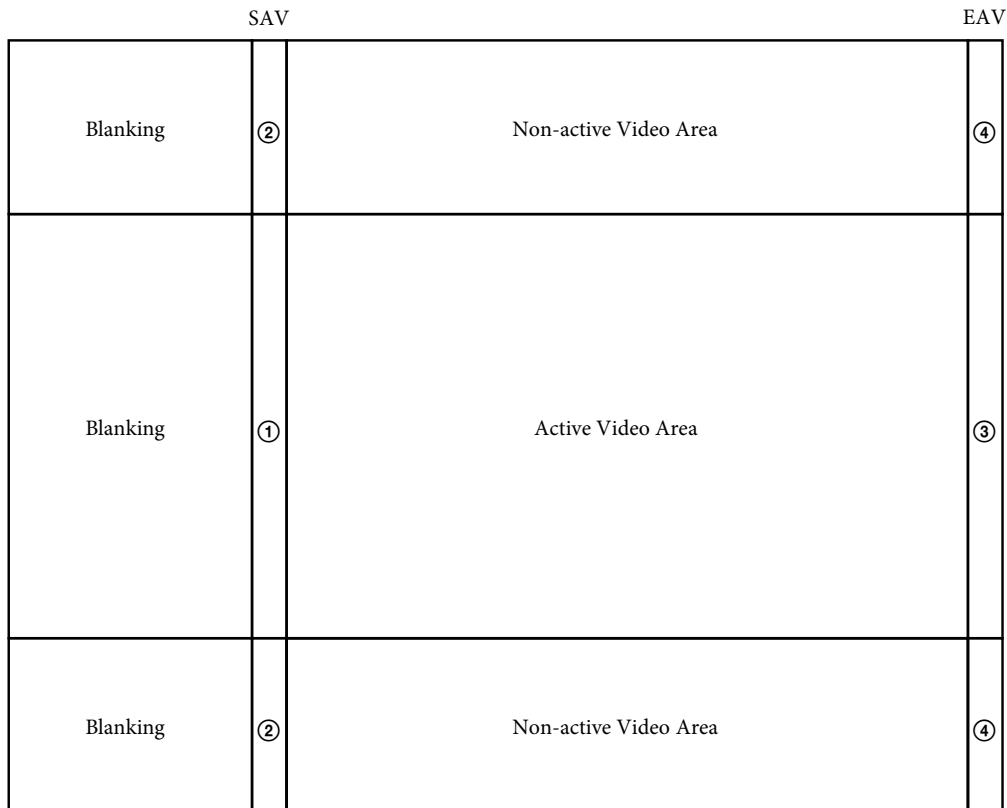 SAV EAV
Blanking ② Non-active Video Area ④
Blanking ① Active Video Area ③
Blanking ② Non-active Video Area ④